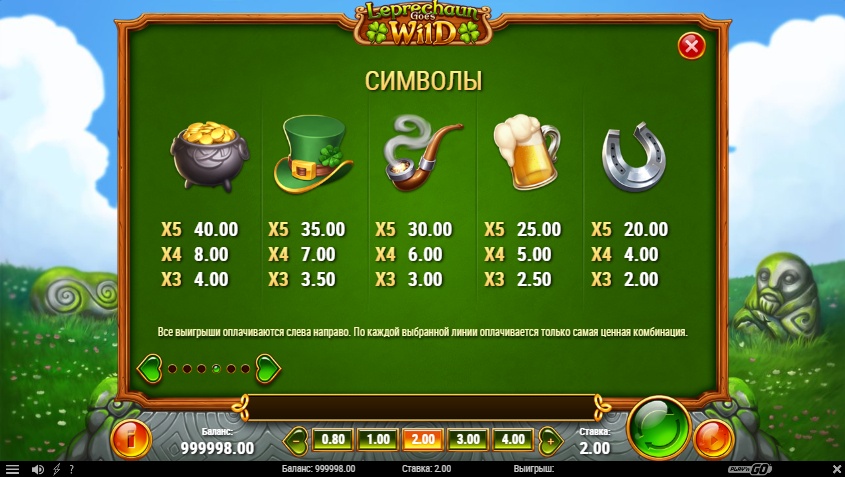 Leprechaun
Goes
WILD
СИМВОЛЫ
X5 40.00 X5 35.00 X5 30.00 X5 25.00 X5 20.00
X4 8.00 X4 7.00 X4 6.00 X4 5.00 X4 4.00
X3 4.00 X3 3.50 X3 3.00 X3 2.50 X3 2.00
Все выигрыши оплачиваются слева направо. По каждой выбранной линии оплачивается только самая ценная комбинация.
Баланс: Ставка:
999998.00 - 0.80 1.00 2.00 3.00 4.00 + 2.00
? Баланс: 999998.00 Ставка: 2.00 Выигрыш: PLAY'N GO